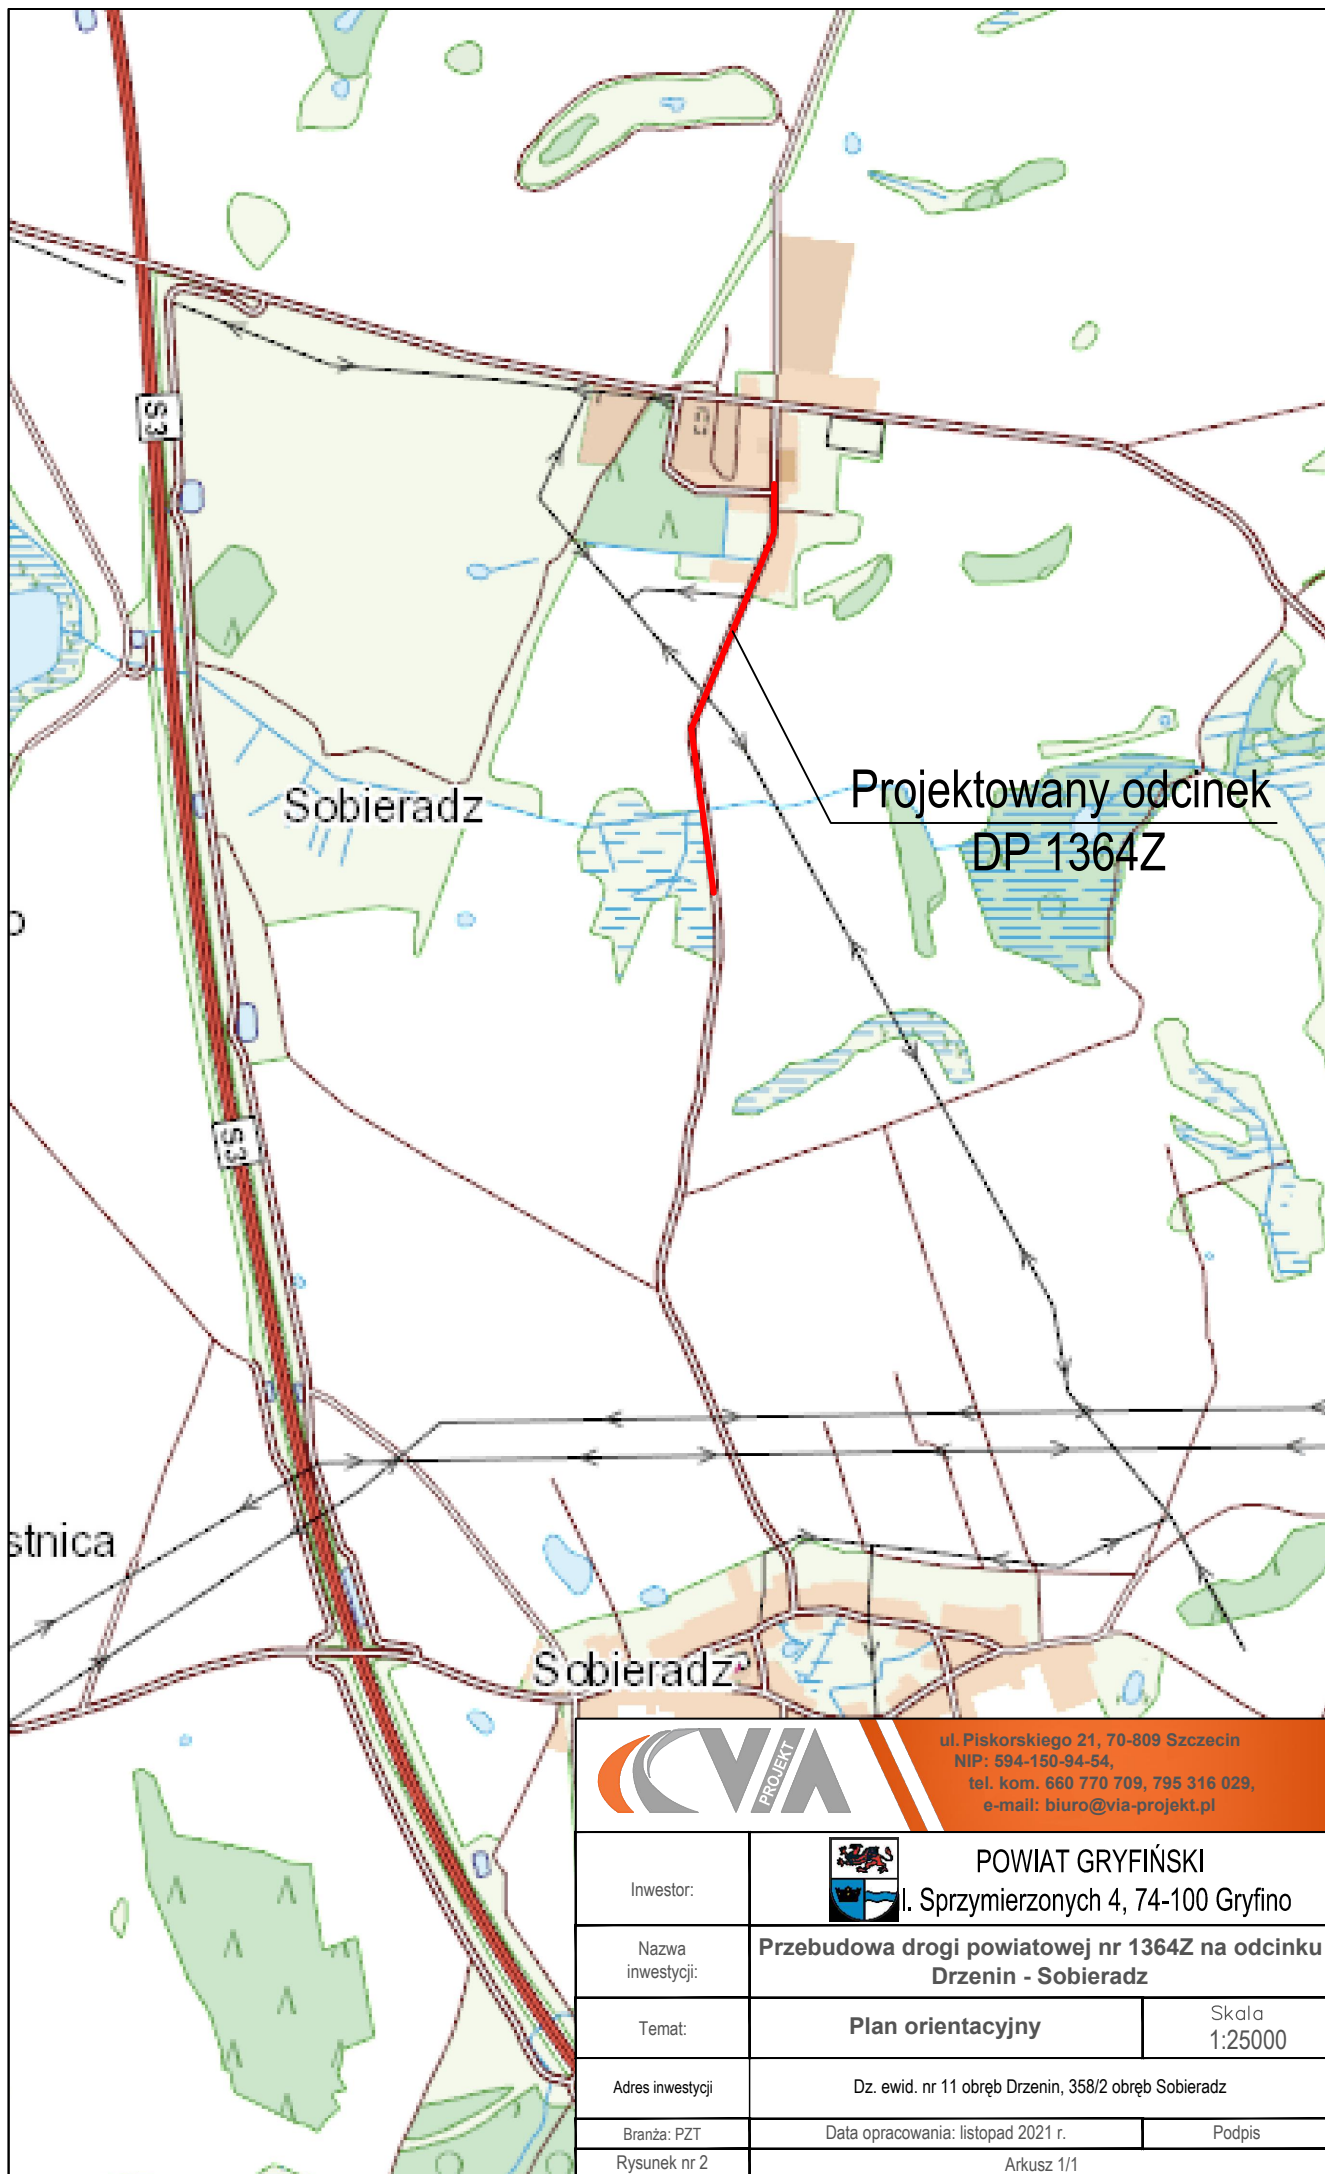 S3
Sobieradz
Projektowany odcinek
DP 1364Z
S3
stnica
Sobieradz
VIA
PROJEKT
ul. Piskorskiego 21, 70-809 Szczecin
NIP: 594-150-94-54,
tel. kom. 660 770 709, 795 316 029,
e-mail: biuro@via-projekt.pl
Inwestor:
POWIAT GRYFIŃSKI
l. Sprzymierzonych 4, 74-100 Gryfino
Nazwa
inwestycji:
Przebudowa drogi powiatowej nr 1364Z na odcinku
Drzenin - Sobieradz
Temat:
Plan orientacyjny
Skala
1:25000
Adres inwestycji
Dz. ewid. nr 11 obręb Drzenin, 358/2 obręb Sobieradz
Branża: PZT
Data opracowania: listopad 2021 r.
Podpis
Rysunek nr 2
Arkusz 1/1